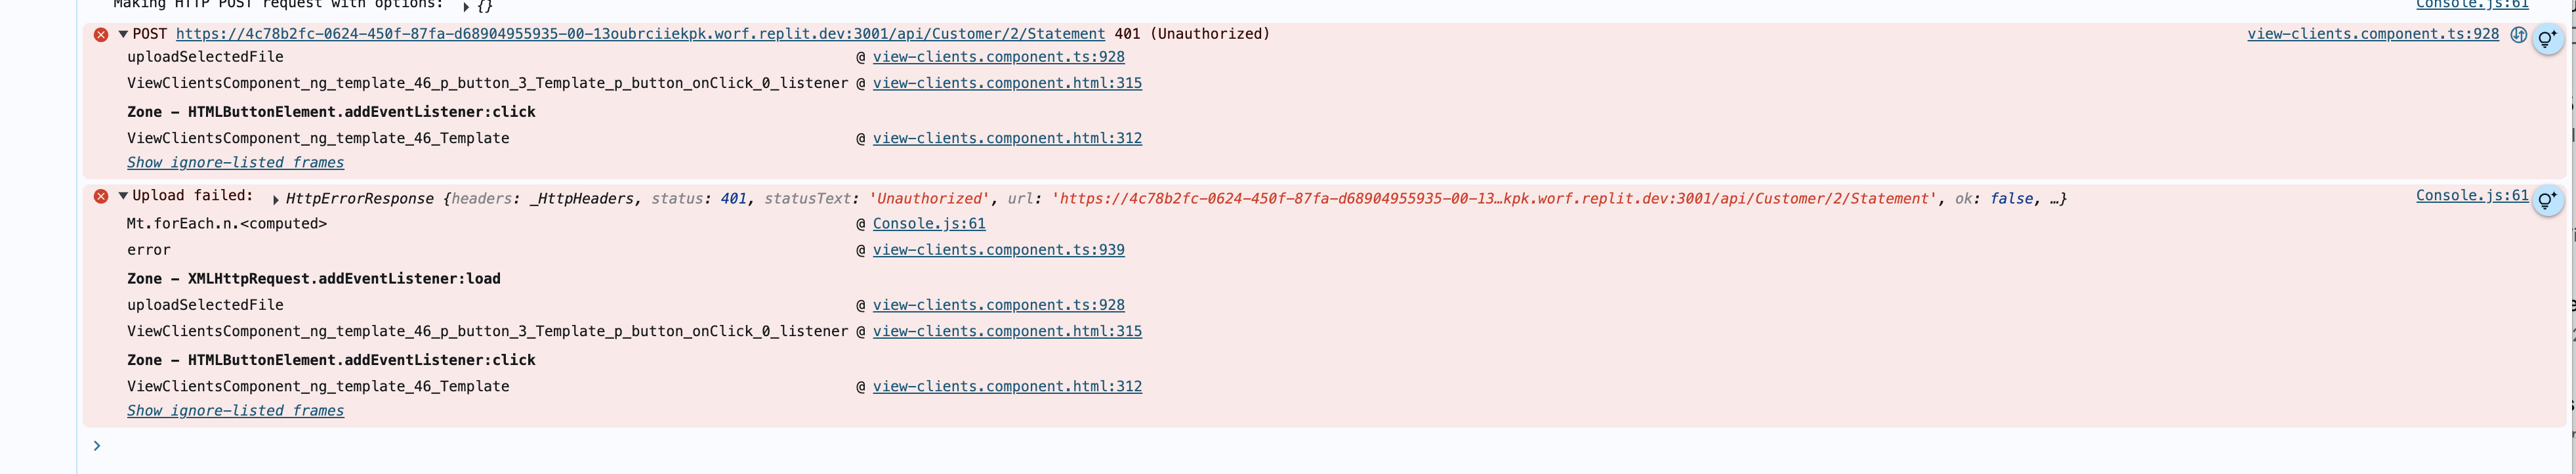 Making HTTP POST request with options: ▶ {} Console.js:61
▼ POST https://4c78b2fc-0624-450f-87fa-d68904955935-00-13oubrciiekpk.worf.replit.dev:3001/api/Customer/2/Statement 401 (Unauthorized) view-clients.component.ts:928
uploadSelectedFile @ view-clients.component.ts:928
ViewClientsComponent_ng_template_46_p_button_3_Template_p_button_onClick_0_listener @ view-clients.component.html:315
Zone – HTMLButtonElement.addEventListener:click
ViewClientsComponent_ng_template_46_Template @ view-clients.component.html:312
Show ignore-listed frames
▼ Upload failed: ▶ HttpErrorResponse {headers: _HttpHeaders, status: 401, statusText: 'Unauthorized', url: 'https://4c78b2fc-0624-450f-87fa-d68904955935-00-13…kpk.worf.replit.dev:3001/api/Customer/2/Statement', ok: false, …} Console.js:61
Mt.forEach.n.<computed> @ Console.js:61
error @ view-clients.component.ts:939
Zone – XMLHttpRequest.addEventListener:load
uploadSelectedFile @ view-clients.component.ts:928
ViewClientsComponent_ng_template_46_p_button_3_Template_p_button_onClick_0_listener @ view-clients.component.html:315
Zone – HTMLButtonElement.addEventListener:click
ViewClientsComponent_ng_template_46_Template @ view-clients.component.html:312
Show ignore-listed frames